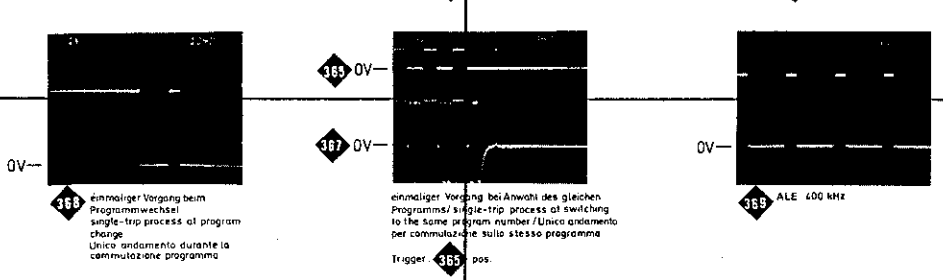 365 0V
367 0V
0V
0V
368 einmaliger Vorgang beim
Programmwechsel
single-trip process at program
change
Unico andamento durante la
commutazione programma
einmaliger Vorgang bei Anwahl des gleichen
Programms/single-trip process at switching
to the same program number/Unico andamento
per commutazione sullo stesso programma
Trigger. 365 pos.
369 ALE 400 kHz